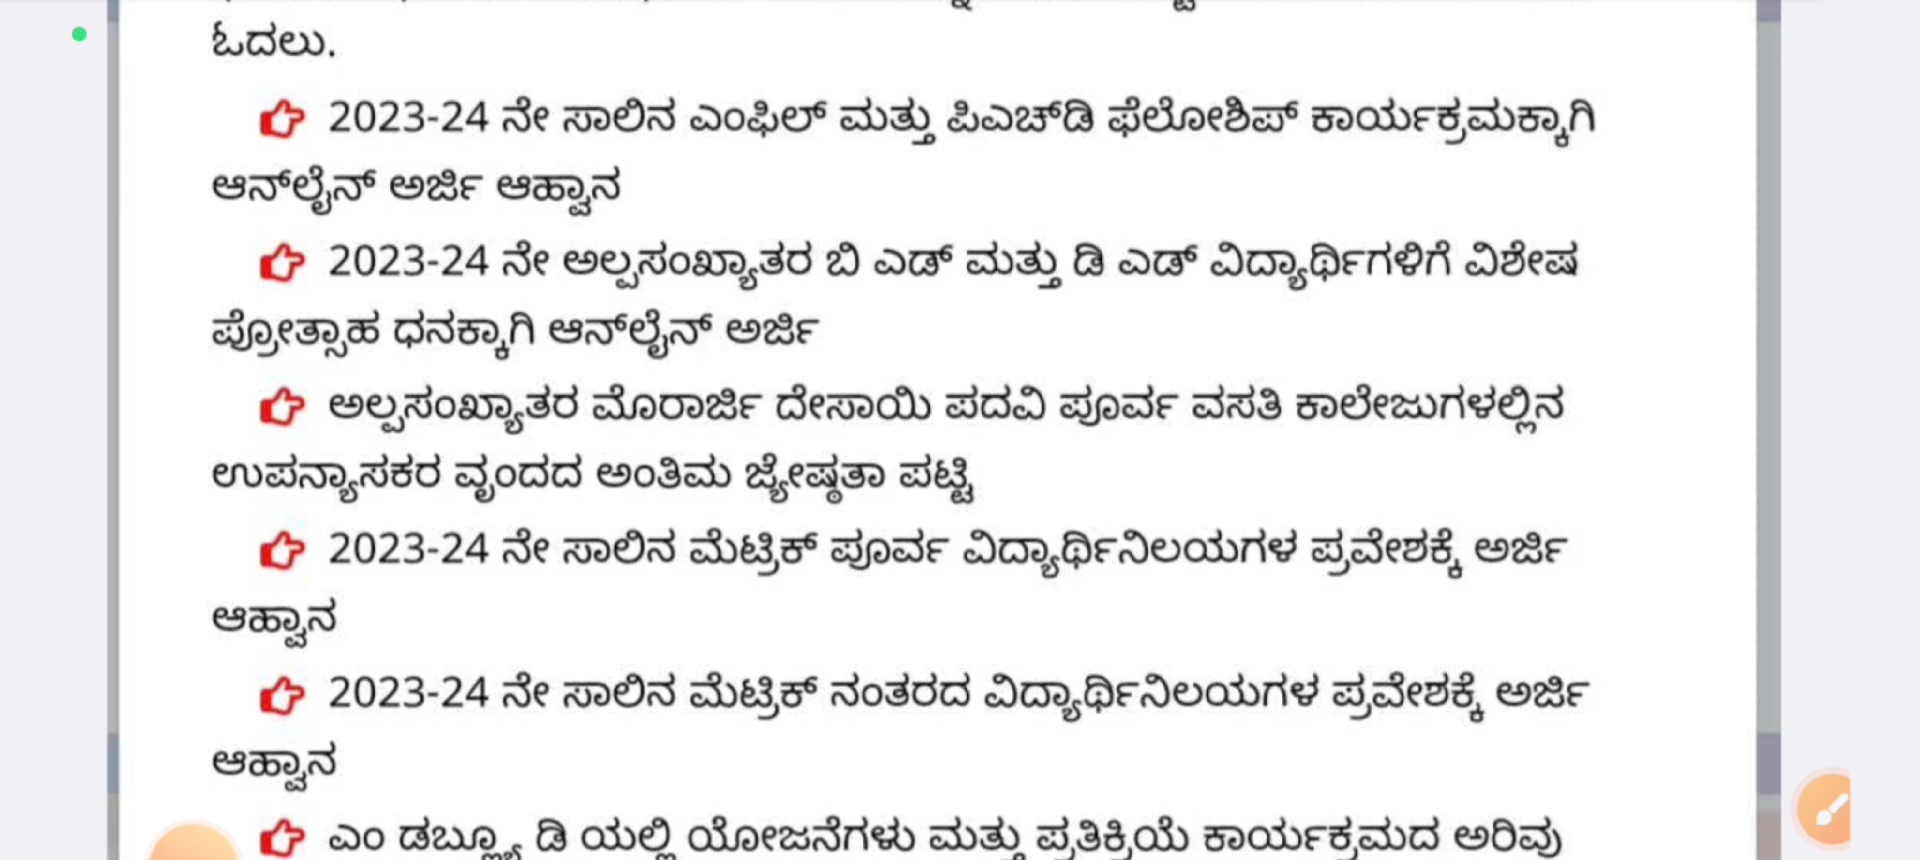 ಓದಲು.
2023-24 ನೇ ಸಾಲಿನ ಎಂಫಿಲ್ ಮತ್ತು ಪಿಎಚ್‌ಡಿ ಫೆಲೋಶಿಪ್ ಕಾರ್ಯಕ್ರಮಕ್ಕಾಗಿ
ಆನ್‌ಲೈನ್ ಅರ್ಜಿ ಆಹ್ವಾನ
2023-24 ನೇ ಅಲ್ಪಸಂಖ್ಯಾತರ ಬಿ ಎಡ್ ಮತ್ತು ಡಿ ಎಡ್ ವಿದ್ಯಾರ್ಥಿಗಳಿಗೆ ವಿಶೇಷ
ಪ್ರೋತ್ಸಾಹ ಧನಕ್ಕಾಗಿ ಆನ್‌ಲೈನ್ ಅರ್ಜಿ
ಅಲ್ಪಸಂಖ್ಯಾತರ ಮೊರಾರ್ಜಿ ದೇಸಾಯಿ ಪದವಿ ಪೂರ್ವ ವಸತಿ ಕಾಲೇಜುಗಳಲ್ಲಿನ
ಉಪನ್ಯಾಸಕರ ವೃಂದದ ಅಂತಿಮ ಜ್ಯೇಷ್ಠತಾ ಪಟ್ಟಿ
2023-24 ನೇ ಸಾಲಿನ ಮೆಟ್ರಿಕ್ ಪೂರ್ವ ವಿದ್ಯಾರ್ಥಿನಿಲಯಗಳ ಪ್ರವೇಶಕ್ಕೆ ಅರ್ಜಿ
ಆಹ್ವಾನ
2023-24 ನೇ ಸಾಲಿನ ಮೆಟ್ರಿಕ್ ನಂತರದ ವಿದ್ಯಾರ್ಥಿನಿಲಯಗಳ ಪ್ರವೇಶಕ್ಕೆ ಅರ್ಜಿ
ಆಹ್ವಾನ
ಎಂ ಡಬ್ಲ್ಯೂ ಡಿ ಯಲ್ಲಿ ಯೋಜನೆಗಳು ಮತ್ತು ಪ್ರತಿಕ್ರಿಯೆ ಕಾರ್ಯಕ್ರಮದ ಅರಿವು